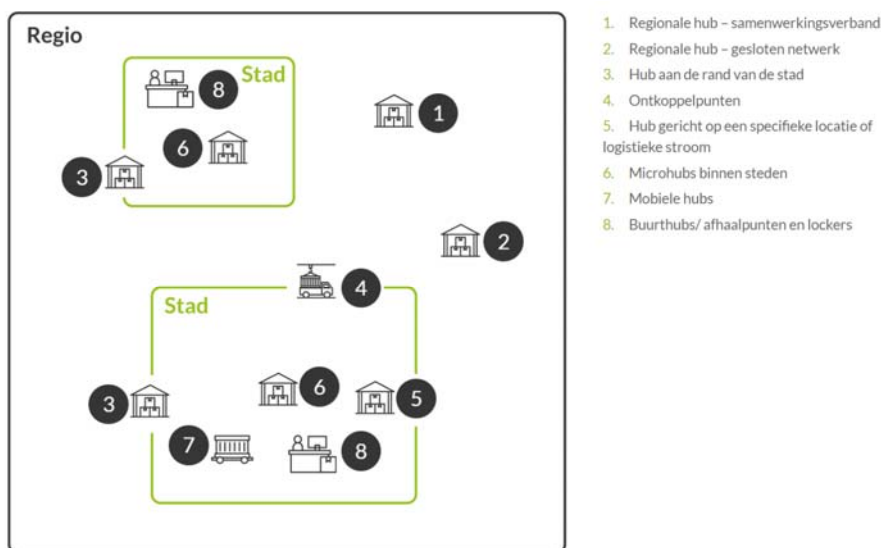 Regio
Stad
8
6
3
1
2
4
Stad
6
3
5
7
8
1. Regionale hub – samenwerkingsverband
2. Regionale hub – gesloten netwerk
3. Hub aan de rand van de stad
4. Ontkoppelpunten
5. Hub gericht op een specifieke locatie of
logistieke stroom
6. Microhubs binnen steden
7. Mobiele hubs
8. Buurthubs/ afhaalpunten en lockers